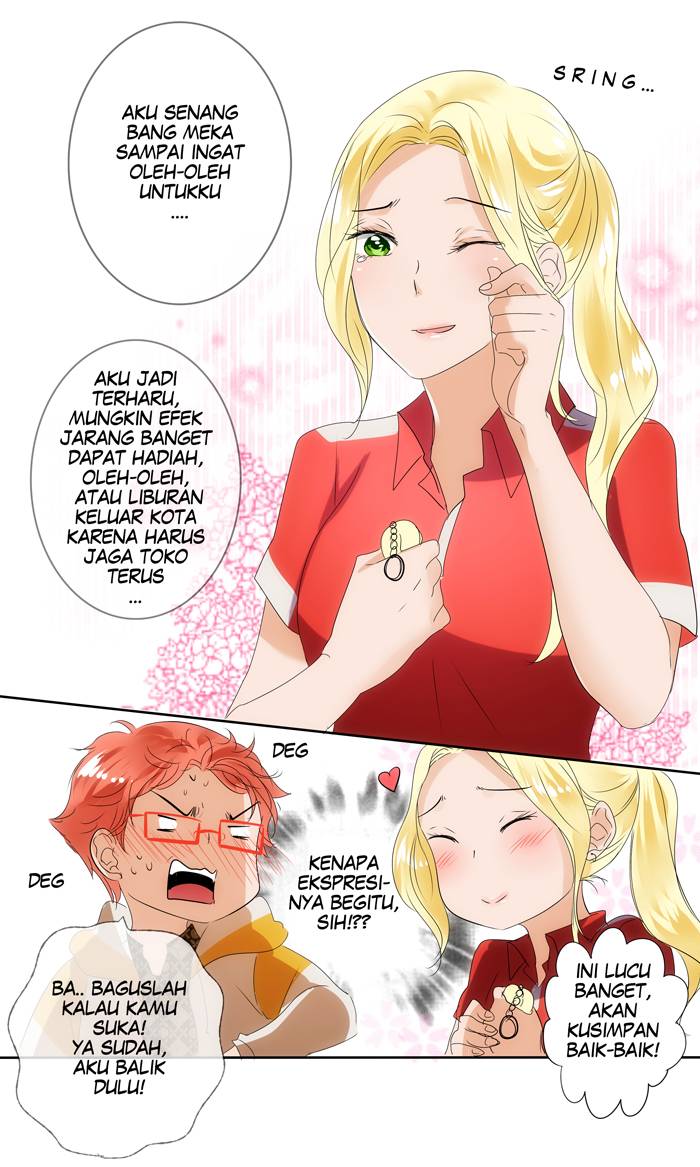 SRING...
AKU SENANG
BANG MEKA
SAMPAI INGAT
OLEH-OLEH
UNTUKKU
....
AKU JADI
TERHARU,
MUNGKIN EFEK
JARANG BANGET
DAPAT HADIAH,
OLEH-OLEH,
ATAU LIBURAN
KELUAR KOTA
KARENA HARUS
JAGA TOKO
TERUS
...
DEG
DEG
KENAPA
EKSPRESI-
NYA BEGITU,
SIH!??
BA.. BAGUSLAH
KALAU KAMU
SUKA!
YA SUDAH,
AKU BALIK
DULU!
INI LUCU
BANGET,
AKAN
KUSIMPAN
BAIK-BAIK!